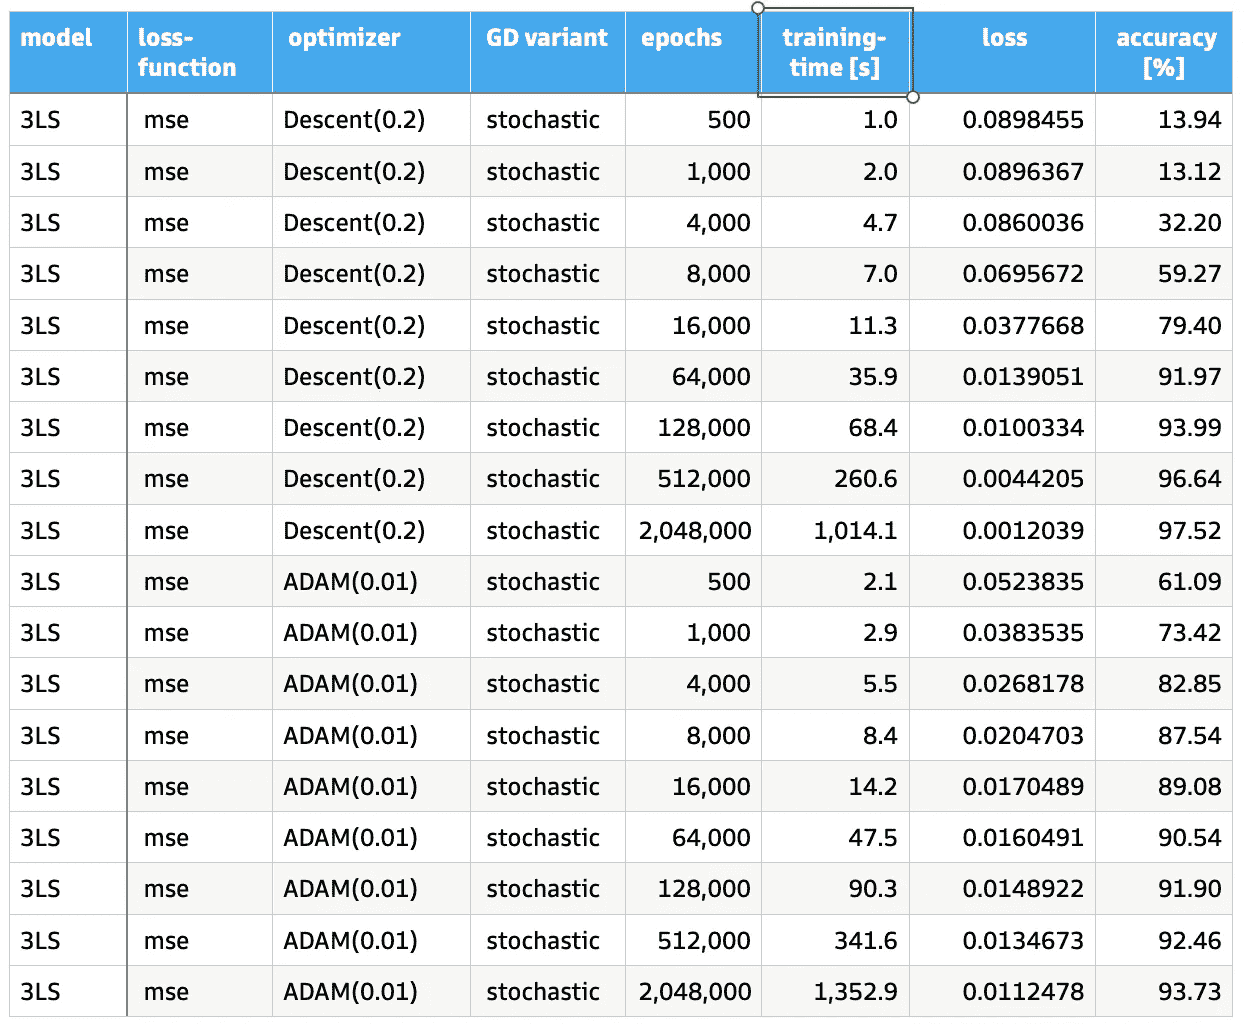 model loss-function optimizer GD variant epochs training-time [s] loss accuracy [%]
3LS mse Descent(0.2) stochastic 500 1.0 0.0898455 13.94
3LS mse Descent(0.2) stochastic 1,000 2.0 0.0896367 13.12
3LS mse Descent(0.2) stochastic 4,000 4.7 0.0860036 32.20
3LS mse Descent(0.2) stochastic 8,000 7.0 0.0695672 59.27
3LS mse Descent(0.2) stochastic 16,000 11.3 0.0377668 79.40
3LS mse Descent(0.2) stochastic 64,000 35.9 0.0139051 91.97
3LS mse Descent(0.2) stochastic 128,000 68.4 0.0100334 93.99
3LS mse Descent(0.2) stochastic 512,000 260.6 0.0044205 96.64
3LS mse Descent(0.2) stochastic 2,048,000 1,014.1 0.0012039 97.52
3LS mse ADAM(0.01) stochastic 500 2.1 0.0523835 61.09
3LS mse ADAM(0.01) stochastic 1,000 2.9 0.0383535 73.42
3LS mse ADAM(0.01) stochastic 4,000 5.5 0.0268178 82.85
3LS mse ADAM(0.01) stochastic 8,000 8.4 0.0204703 87.54
3LS mse ADAM(0.01) stochastic 16,000 14.2 0.0170489 89.08
3LS mse ADAM(0.01) stochastic 64,000 47.5 0.0160491 90.54
3LS mse ADAM(0.01) stochastic 128,000 90.3 0.0148922 91.90
3LS mse ADAM(0.01) stochastic 512,000 341.6 0.0134673 92.46
3LS mse ADAM(0.01) stochastic 2,048,000 1,352.9 0.0112478 93.73